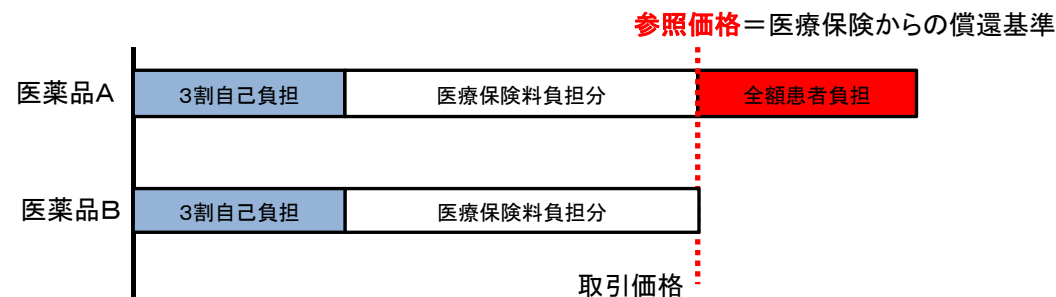 参照価格＝医療保険からの償還基準
医薬品Ａ
３割自己負担
医療保険料負担分
全額患者負担
医薬品Ｂ
３割自己負担
医療保険料負担分
取引価格